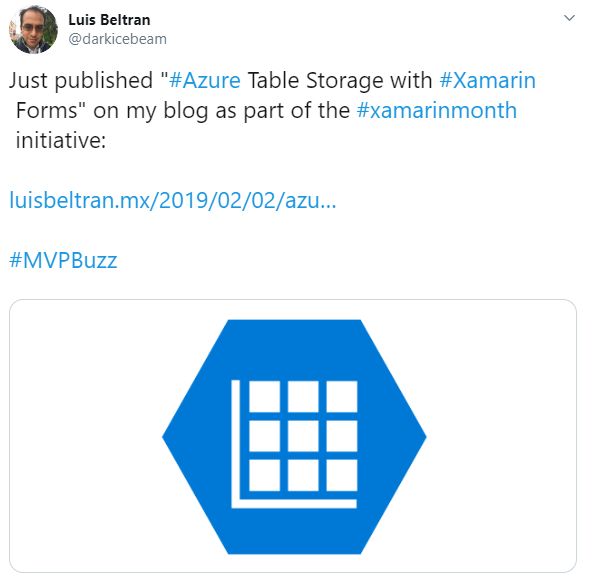 Luis Beltran
@darkicebeam
Just published "#Azure Table Storage with #Xamarin
Forms" on my blog as part of the #xamarinmonth
initiative:
luisbeltran.mx/2019/02/02/azu...
#MVPBuzz